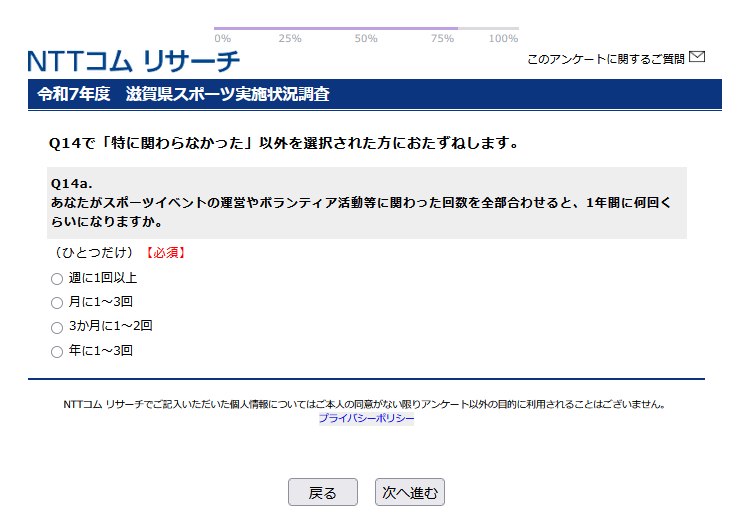 0% 25% 50% 75% 100%
NTTコム リサーチ
このアンケートに関するご質問
令和7年度 滋賀県スポーツ実施状況調査
Q14で「特に関わらなかった」以外を選択された方におたずねします。
Q14a.
あなたがスポーツイベントの運営やボランティア活動等に関わった回数を全部合わせると、1年間に何回く
らいになりますか。
（ひとつだけ）【必須】
週に1回以上
月に1～3回
3か月に1～2回
年に1～3回
NTTコム リサーチでご記入いただいた個人情報についてはご本人の同意がない限りアンケート以外の目的に利用されることはございません。
プライバシーポリシー
戻る 次へ進む